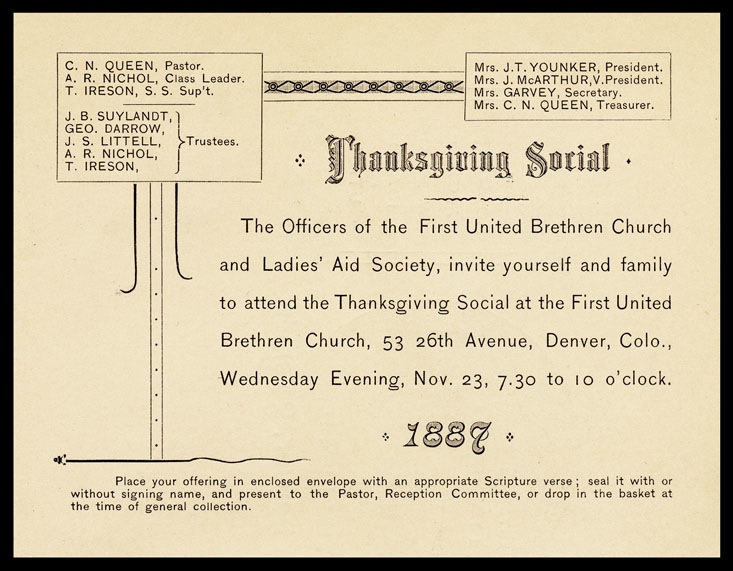 C. N. QUEEN, Pastor.
A. R. NICHOL, Class Leader.
T. IRESON, S. S. Sup't.
J. B. SUYLANDT,
GEO. DARROW,
J. S. LITTELL,
A. R. NICHOL,
T. IRESON,
Trustees.
Mrs. J.T. YOUNKER, President.
Mrs. J. McARTHUR,V.President.
Mrs. GARVEY, Secretary.
Mrs. C. N. QUEEN, Treasurer.
Thanksgiving Social
The Officers of the First United Brethren Church
and Ladies' Aid Society, invite yourself and family
to attend the Thanksgiving Social at the First United
Brethren Church, 53 26th Avenue, Denver, Colo.,
Wednesday Evening, Nov. 23, 7.30 to 10 o'clock.
1887
Place your offering in enclosed envelope with an appropriate Scripture verse; seal it with or
without signing name, and present to the Pastor, Reception Committee, or drop in the basket at
the time of general collection.